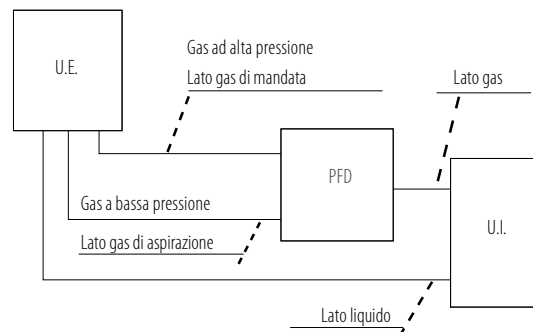 U.E.
Gas ad alta pressione
Lato gas di mandata
Lato gas
PFD
Gas a bassa pressione
Lato gas di aspirazione
U.I.
Lato liquido